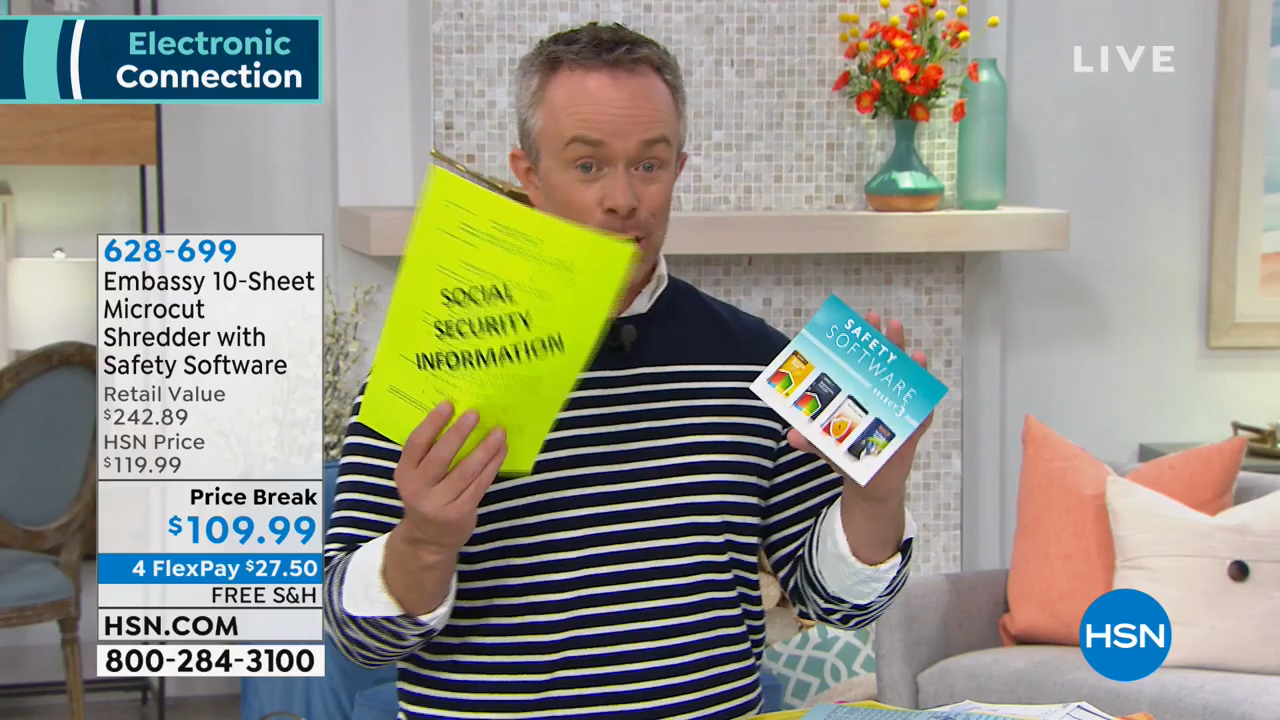 Electronic
Connection
LIVE
628-699
Embassy 10-Sheet
Microcut
Shredder with
Safety Software
Retail Value
$242.89
HSN Price
$119.99
Price Break
$109.99
4 FlexPay $27.50
FREE S&H
HSN.COM
800-284-3100
SOCIAL
SECURITY
INFORMATION
SAFETY
SOFTWARE
SELECT 3
HSN